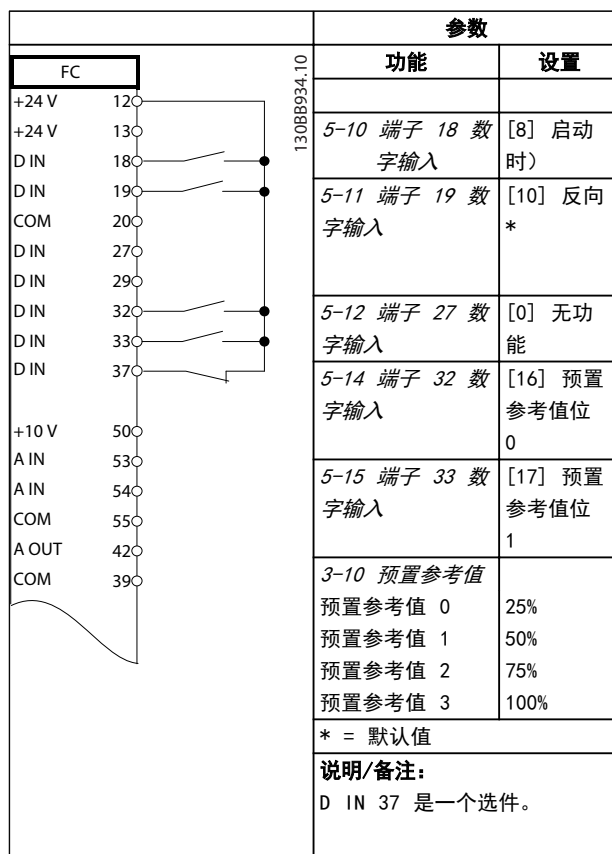 FC
+24 V 12
+24 V 13
D IN 18
D IN 19
COM 20
D IN 27
D IN 29
D IN 32
D IN 33
D IN 37
+10 V 50
A IN 53
A IN 54
COM 55
A OUT 42
COM 39
130BB934.10
参数
功能 设置
5-10 端子 18 数 [8] 启动
字输入 时）
5-11 端子 19 数 [10] 反向
字输入 *
5-12 端子 27 数 [0] 无功
字输入 能
5-14 端子 32 数 [16] 预置
字输入 参考值位
0
5-15 端子 33 数 [17] 预置
字输入 参考值位
1
3-10 预置参考值
预置参考值 0 25%
预置参考值 1 50%
预置参考值 2 75%
预置参考值 3 100%
* = 默认值
说明/备注：
D IN 37 是一个选件。